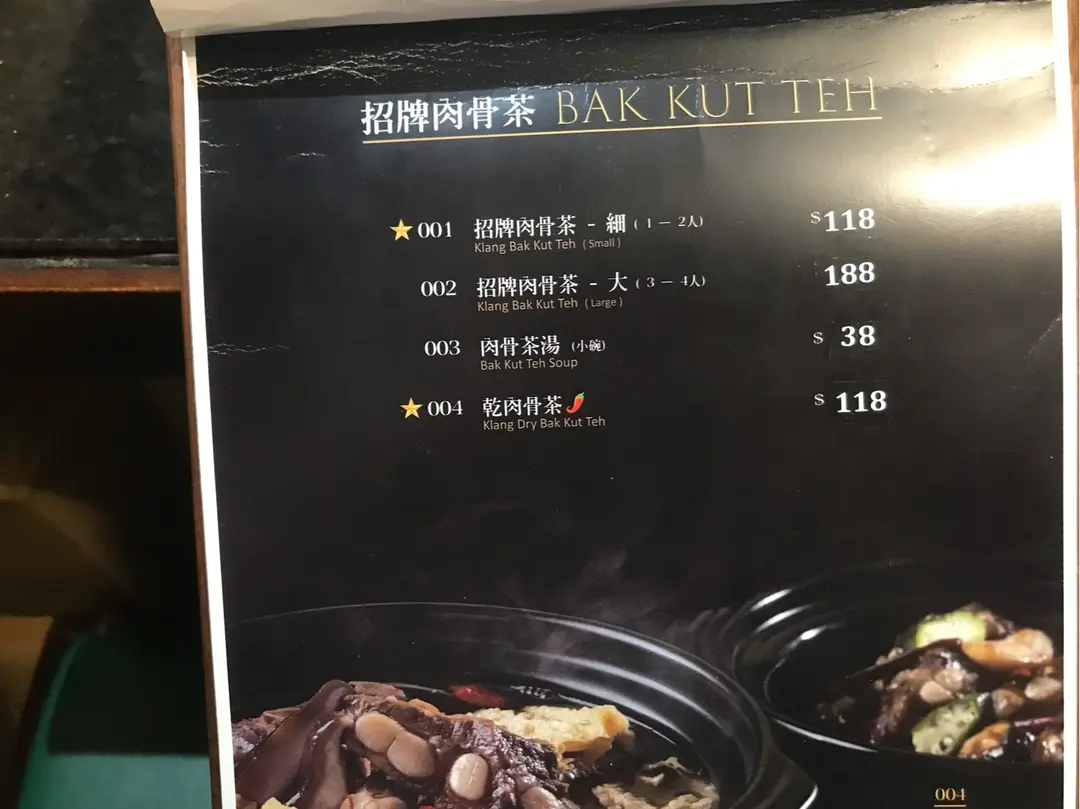 招牌肉骨茶 BAK KUT TEH
001 招牌肉骨茶 - 細 ( 1 － 2人) $118
Klang Bak Kut Teh ( Small )
002 招牌肉骨茶 - 大 ( 3 － 4人) 188
Klang Bak Kut Teh ( Large )
003 肉骨茶湯 (小碗) $ 38
Bak Kut Teh Soup
004 乾肉骨茶 $ 118
Klang Dry Bak Kut Teh
004